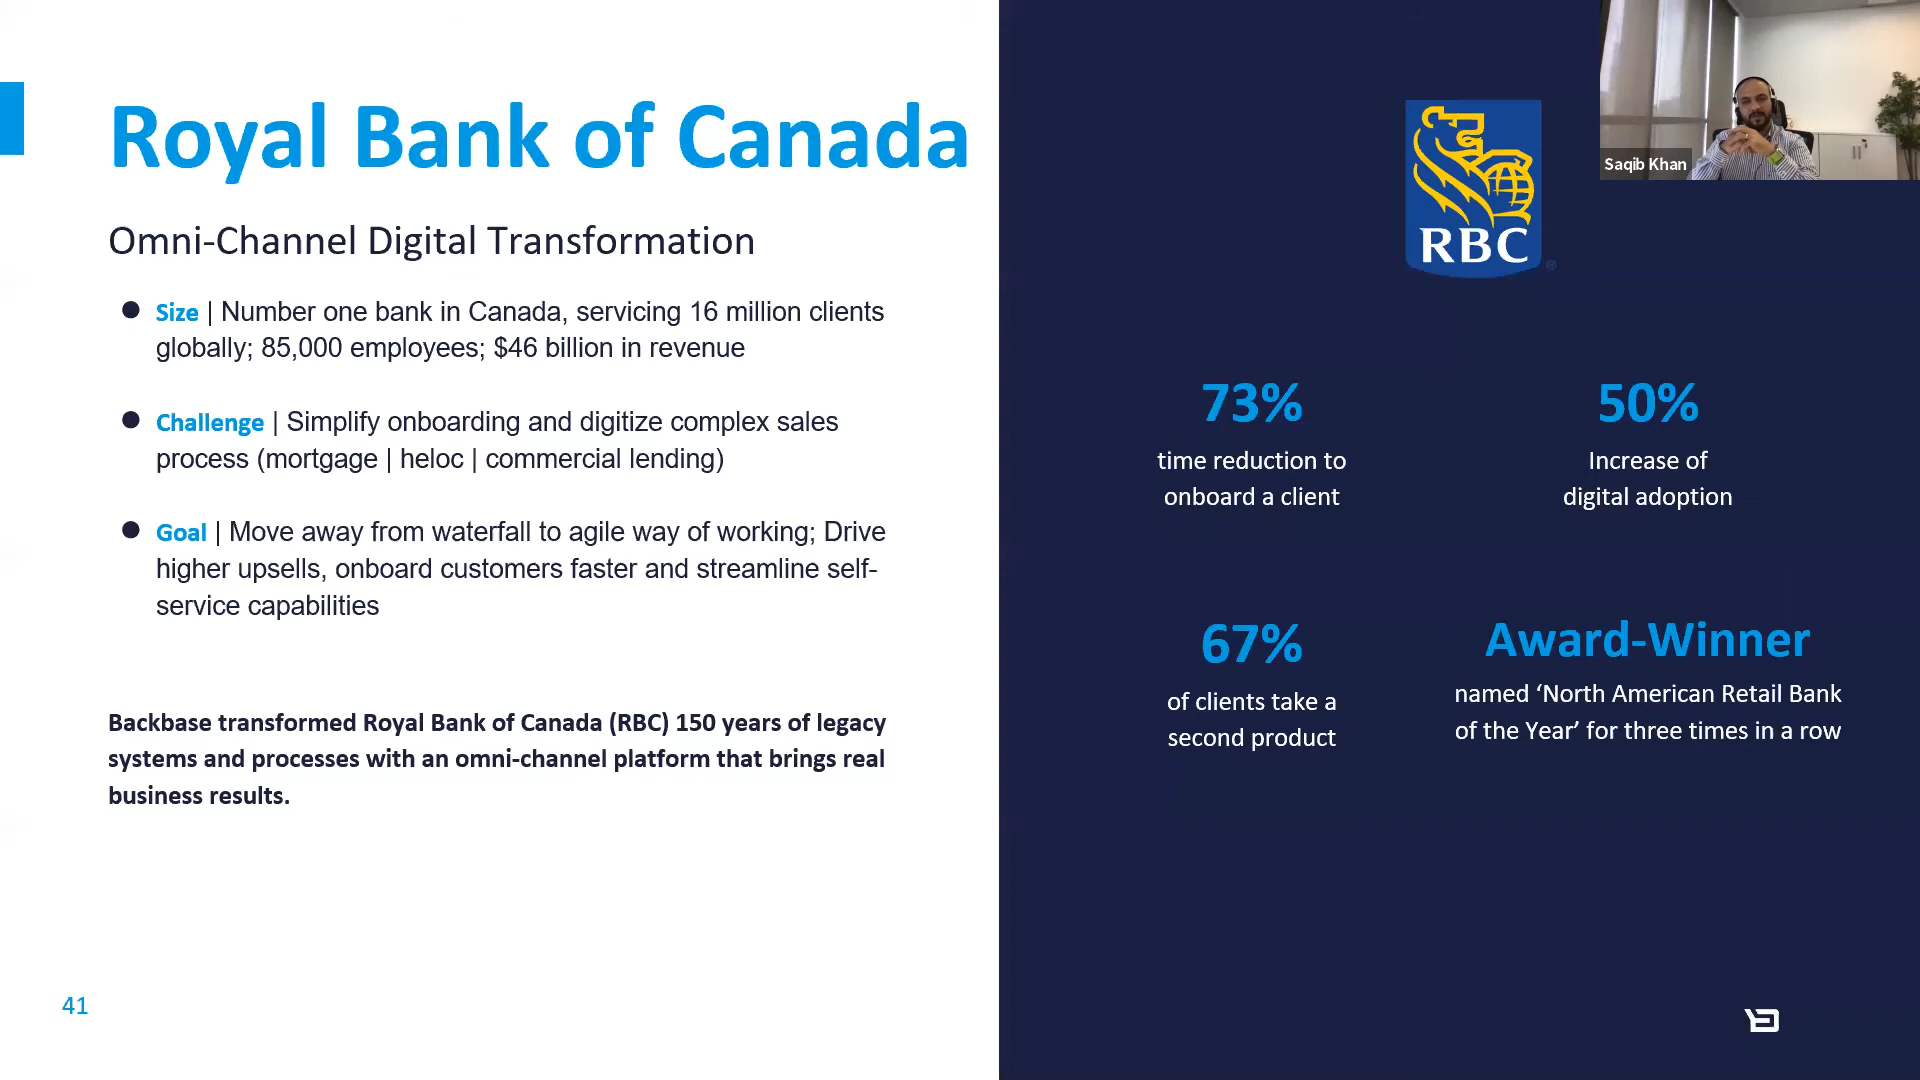 Royal Bank of Canada
Omni-Channel Digital Transformation
● Size | Number one bank in Canada, servicing 16 million clients
globally; 85,000 employees; $46 billion in revenue
● Challenge | Simplify onboarding and digitize complex sales
process (mortgage | heloc | commercial lending)
● Goal | Move away from waterfall to agile way of working; Drive
higher upsells, onboard customers faster and streamline self-
service capabilities
Backbase transformed Royal Bank of Canada (RBC) 150 years of legacy
systems and processes with an omni-channel platform that brings real
business results.
41
RBC
®
Saqib Khan
73%
time reduction to
onboard a client
50%
Increase of
digital adoption
67%
of clients take a
second product
Award-Winner
named ‘North American Retail Bank
of the Year’ for three times in a row